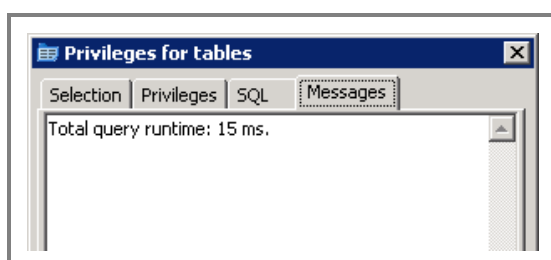 Privileges for tables
Selection Privileges SQL Messages
Total query runtime: 15 ms.